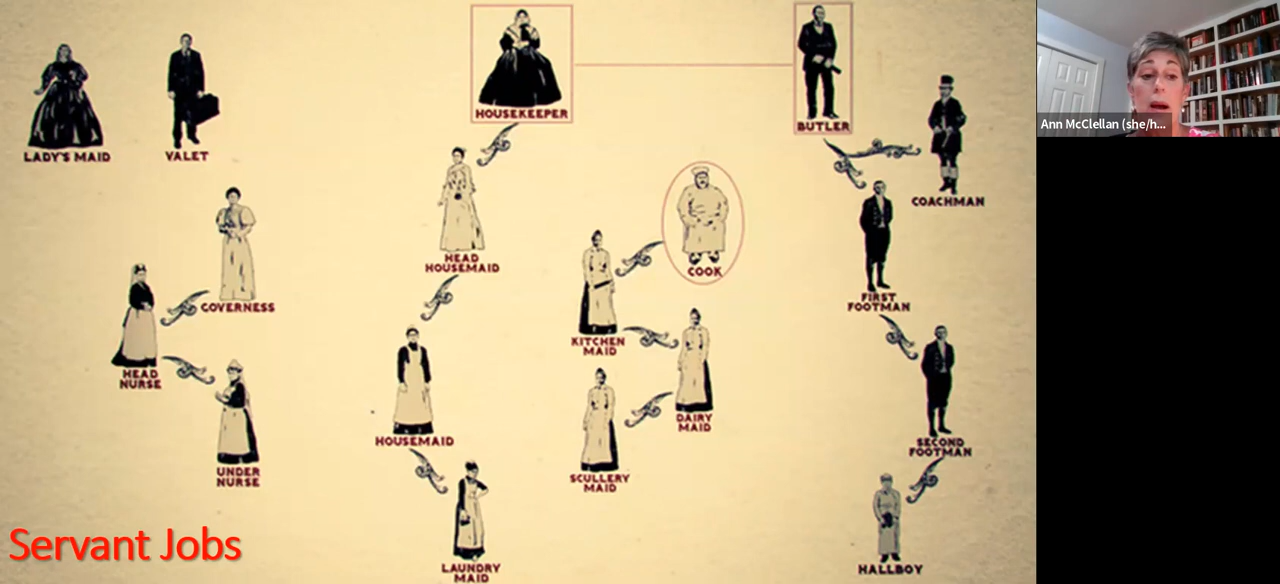 HOUSEKEEPER
BUTLER
LADY'S MAID
VALET
COACHMAN
HEAD
HOUSEMAID
COOK
GOVERNESS
FIRST
FOOTMAN
KITCHEN
MAID
HEAD
NURSE
DAIRY
MAID
HOUSEMAID
SECOND
FOOTMAN
UNDER
NURSE
SCULLERY
MAID
LAUNDRY
MAID
HALLBOY
Servant Jobs
Ann McClellan (she/h...